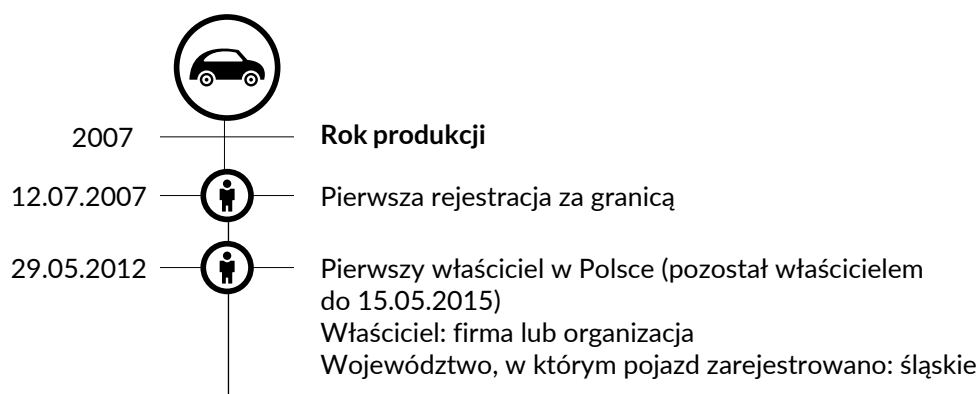 2007 Rok produkcji
12.07.2007 Pierwsza rejestracja za granicą
29.05.2012 Pierwszy właściciel w Polsce (pozostał właścicielem
do 15.05.2015)
Właściciel: firma lub organizacja
Województwo, w którym pojazd zarejestrowano: śląskie